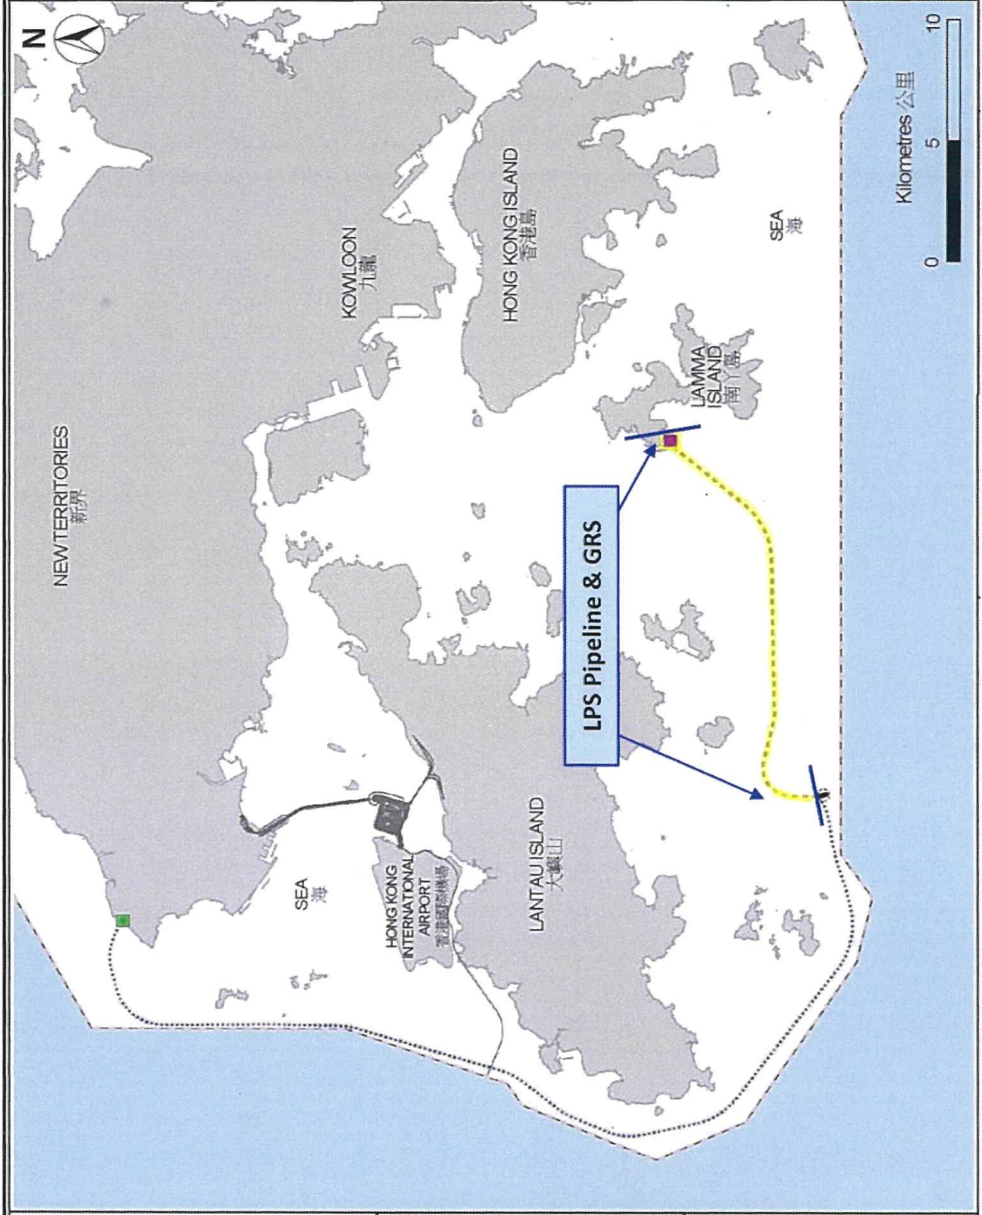 N
NEW TERRITORIES
新界
KOWLOON
九龍
HONG KONG ISLAND
香港島
SEA
海
HONG KONG
INTERNATIONAL
AIRPORT
香港國際機場
LANTAU ISLAND
大嶼山
LPS Pipeline & GRS
LAMMA
ISLAND
南丫島
SEA
海
Kilometres 公里
0 5 10